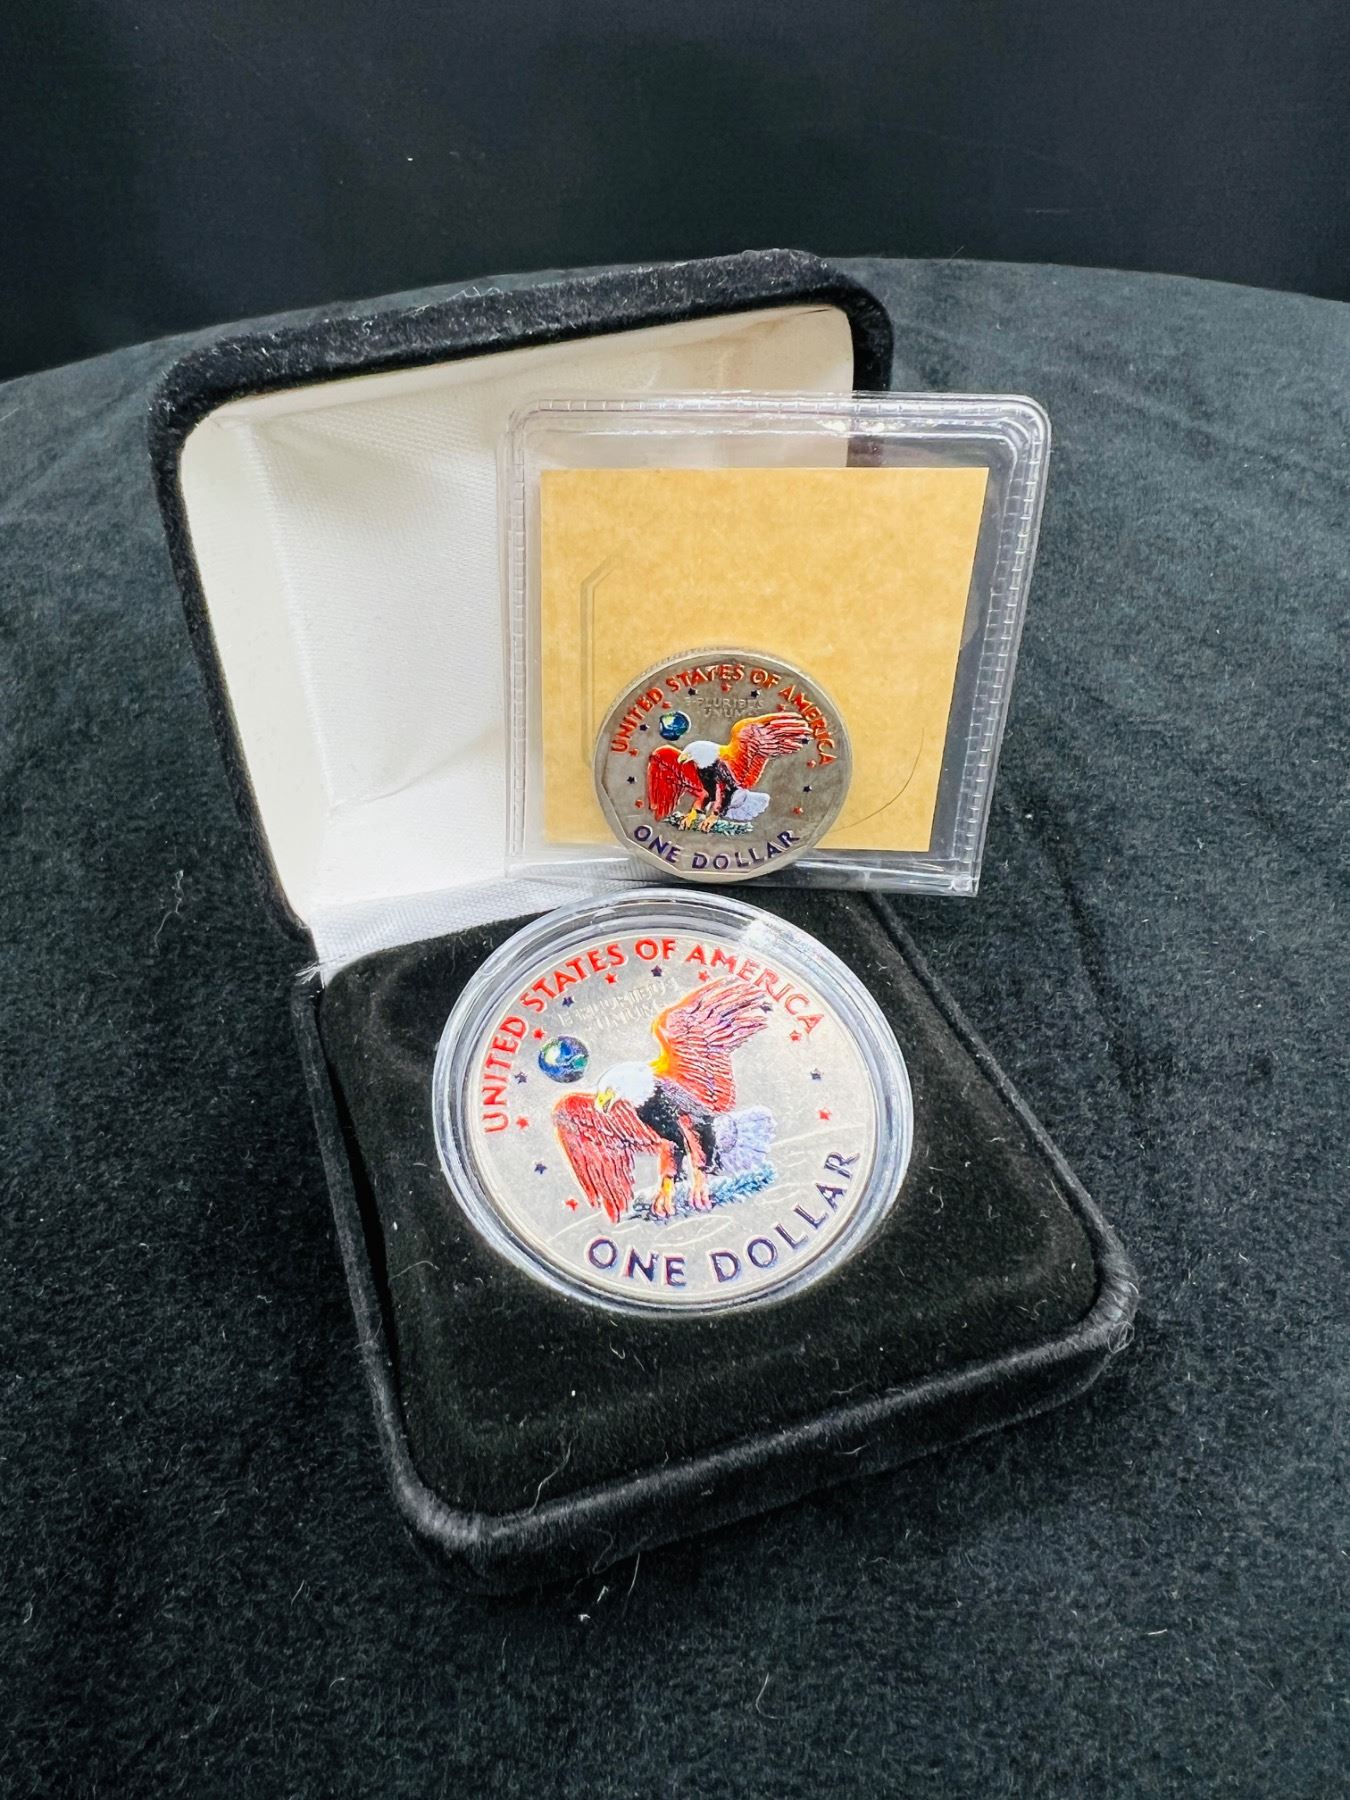 UNITED STATES OF AMERICA
E PLURIBUS
UNUM
ONE DOLLAR
UNITED STATES OF AMERICA
E PLURIBUS
UNUM
ONE DOLLAR